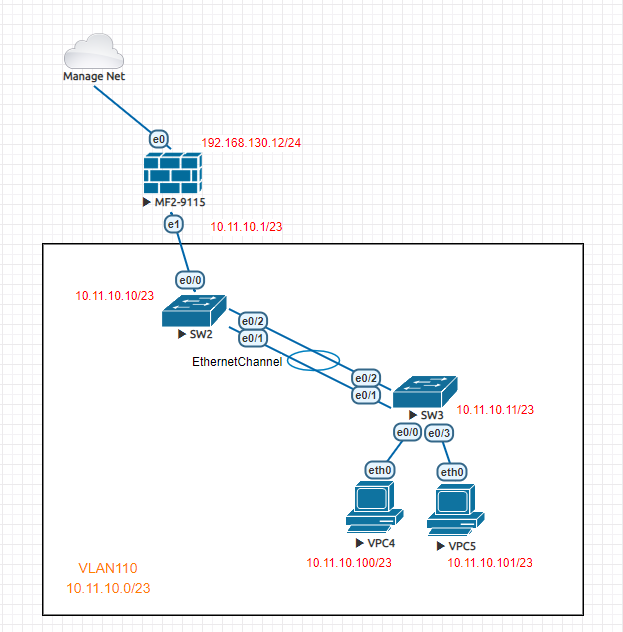 Manage Net
e0
192.168.130.12/24
MF2-9115
e1
10.11.10.1/23
e0/0
10.11.10.10/23
SW2
e0/2
e0/1
EthernetChannel
e0/2
e0/1
10.11.10.11/23
SW3
e0/0
e0/3
eth0
eth0
VPC4
VPC5
10.11.10.100/23
10.11.10.101/23
VLAN110
10.11.10.0/23